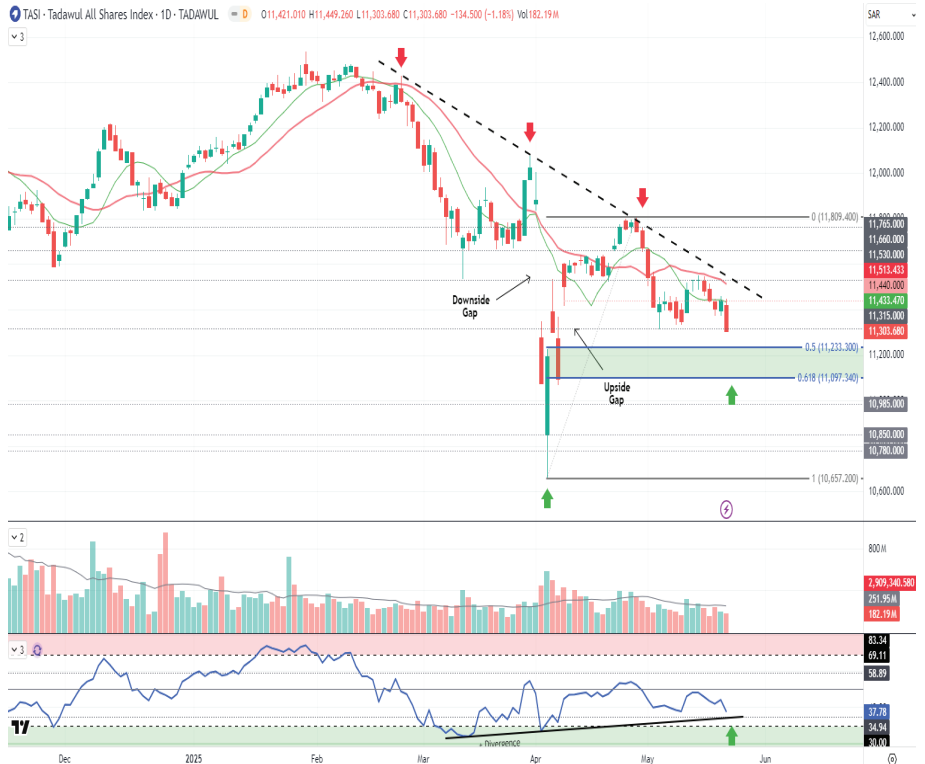 TASI · Tadawul All Shares Index · 1D · TADAWUL
D
O11,421.010 H11,449.260 L11,303.680 C11,303.680 −134.500 (−1.18%) Vol182.19M
SAR
3
12,600.000
12,400.000
12,200.000
12,000.000
0 (11,809.400)
11,765.000
11,660.000
11,530.000
11,513.433
11,440.000
11,433.470
11,315.000
11,303.680
Downside
Gap
11,200.000
0.5 (11,233.300)
0.618 (11,097.340)
Upside
Gap
10,985.000
10,850.000
10,780.000
1 (10,657.200)
10,600.000
2
800M
2,909,340.580
251.95M
182.19M
3
83.34
69.11
58.89
37.78
34.94
30.00
Divergence
Dec
2025
Feb
Mar
Apr
May
Jun